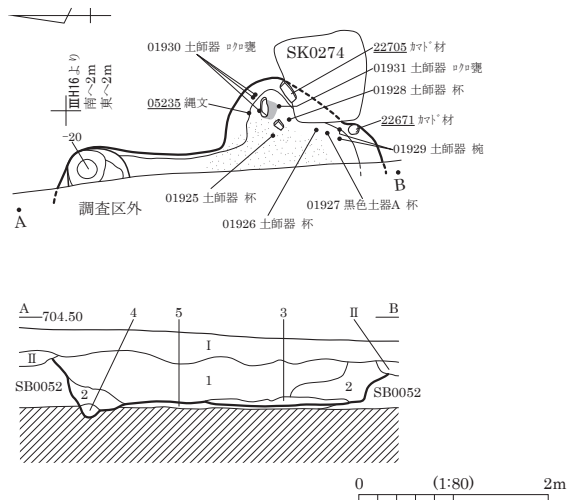 ⅢH16より
南へ2m
東へ2m
01930 土師器 ロクロ甕
SK0274
22705 カマド材
01931 土師器 ロクロ甕
01928 土師器 杯
05235 縄文
22671 カマド材
-20
01929 土師器 椀
01925 土師器 杯
B
01927 黒色土器A 杯
調査区外
A
01926 土師器 杯
A
704.50
4
5
3
Ⅱ
B
Ⅰ
Ⅱ
1
SB0052
2
2
SB0052
0
(1:80)
2m